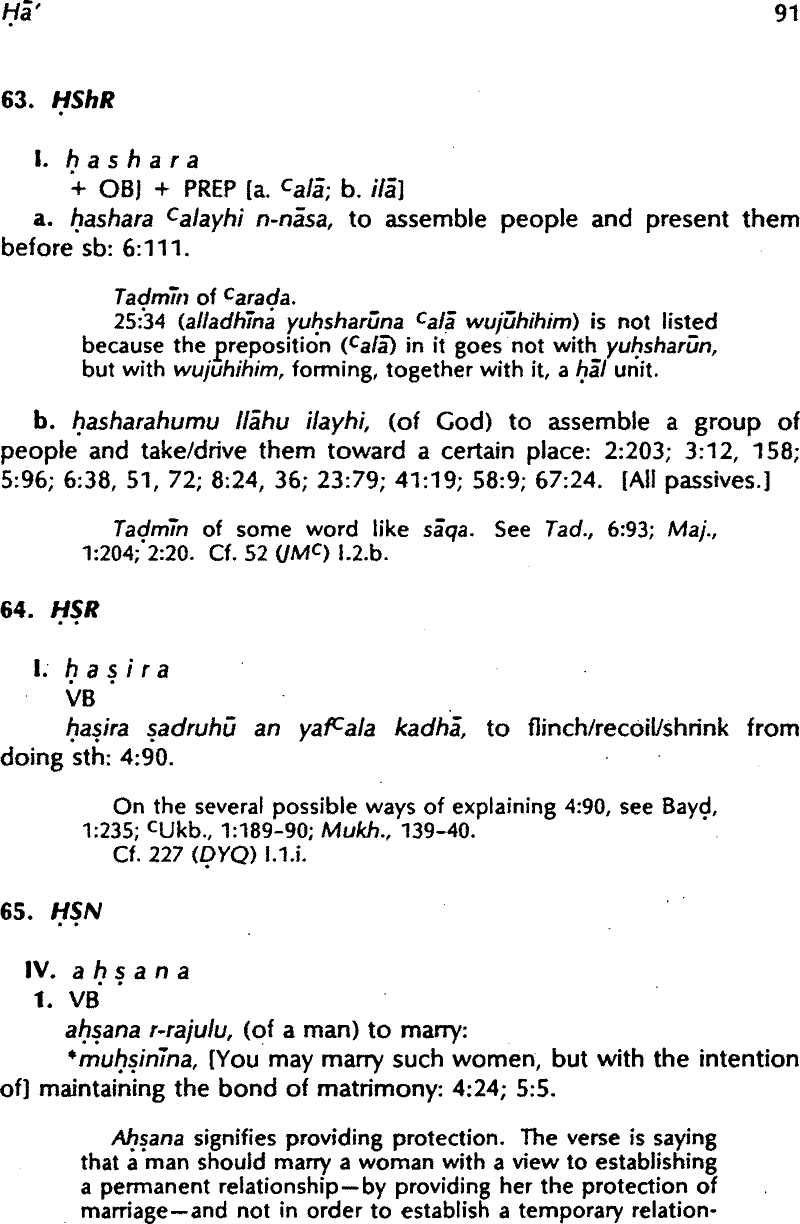 Ḥā’ 91
63. ḤShR
I. ḥ a s h a r a
+ OBJ + PREP [a. ᶜalā; b. ilā]
a. ḥashara ᶜalayhi n-nāsa, to assemble people and present them
before sb: 6:111.
Taḍmīn of ᶜaraḍa.
25:34 (alladhīna yuḥsharūna ᶜalā wujūhihim) is not listed
because the preposition (ᶜalā) in it goes not with yuḥsharūn,
but with wujūhihim, forming, together with it, a ḥāl unit.
b. ḥasharahumu llāhu ilayhi, (of God) to assemble a group of
people and take/drive them toward a certain place: 2:203; 3:12, 158;
5:96; 6:38, 51, 72; 8:24, 36; 23:79; 41:19; 58:9; 67:24. [All passives.]
Taḍmīn of some word like sāqa. See Tad., 6:93; Maj.,
1:204; 2:20. Cf. 52 (JMᶜ) I.2.b.
64. ḤṢR
I. ḥ a ṣ i r a
VB
ḥaṣira ṣadruhū an yafᶜala kadhā, to flinch/recoil/shrink from
doing sth: 4:90.
On the several possible ways of explaining 4:90, see Bayḍ,
1:235; ᶜUkb., 1:189-90; Mukh., 139-40.
Cf. 227 (ḌYQ) I.1.i.
65. ḤṢN
IV. a ḥ ṣ a n a
1. VB
aḥṣana r-rajulu, (of a man) to marry:
*muḥṣinīna, [You may marry such women, but with the intention
of] maintaining the bond of matrimony: 4:24; 5:5.
Aḥṣana signifies providing protection. The verse is saying
that a man should marry a woman with a view to establishing
a permanent relationship—by providing her the protection of
marriage—and not in order to establish a temporary relation-